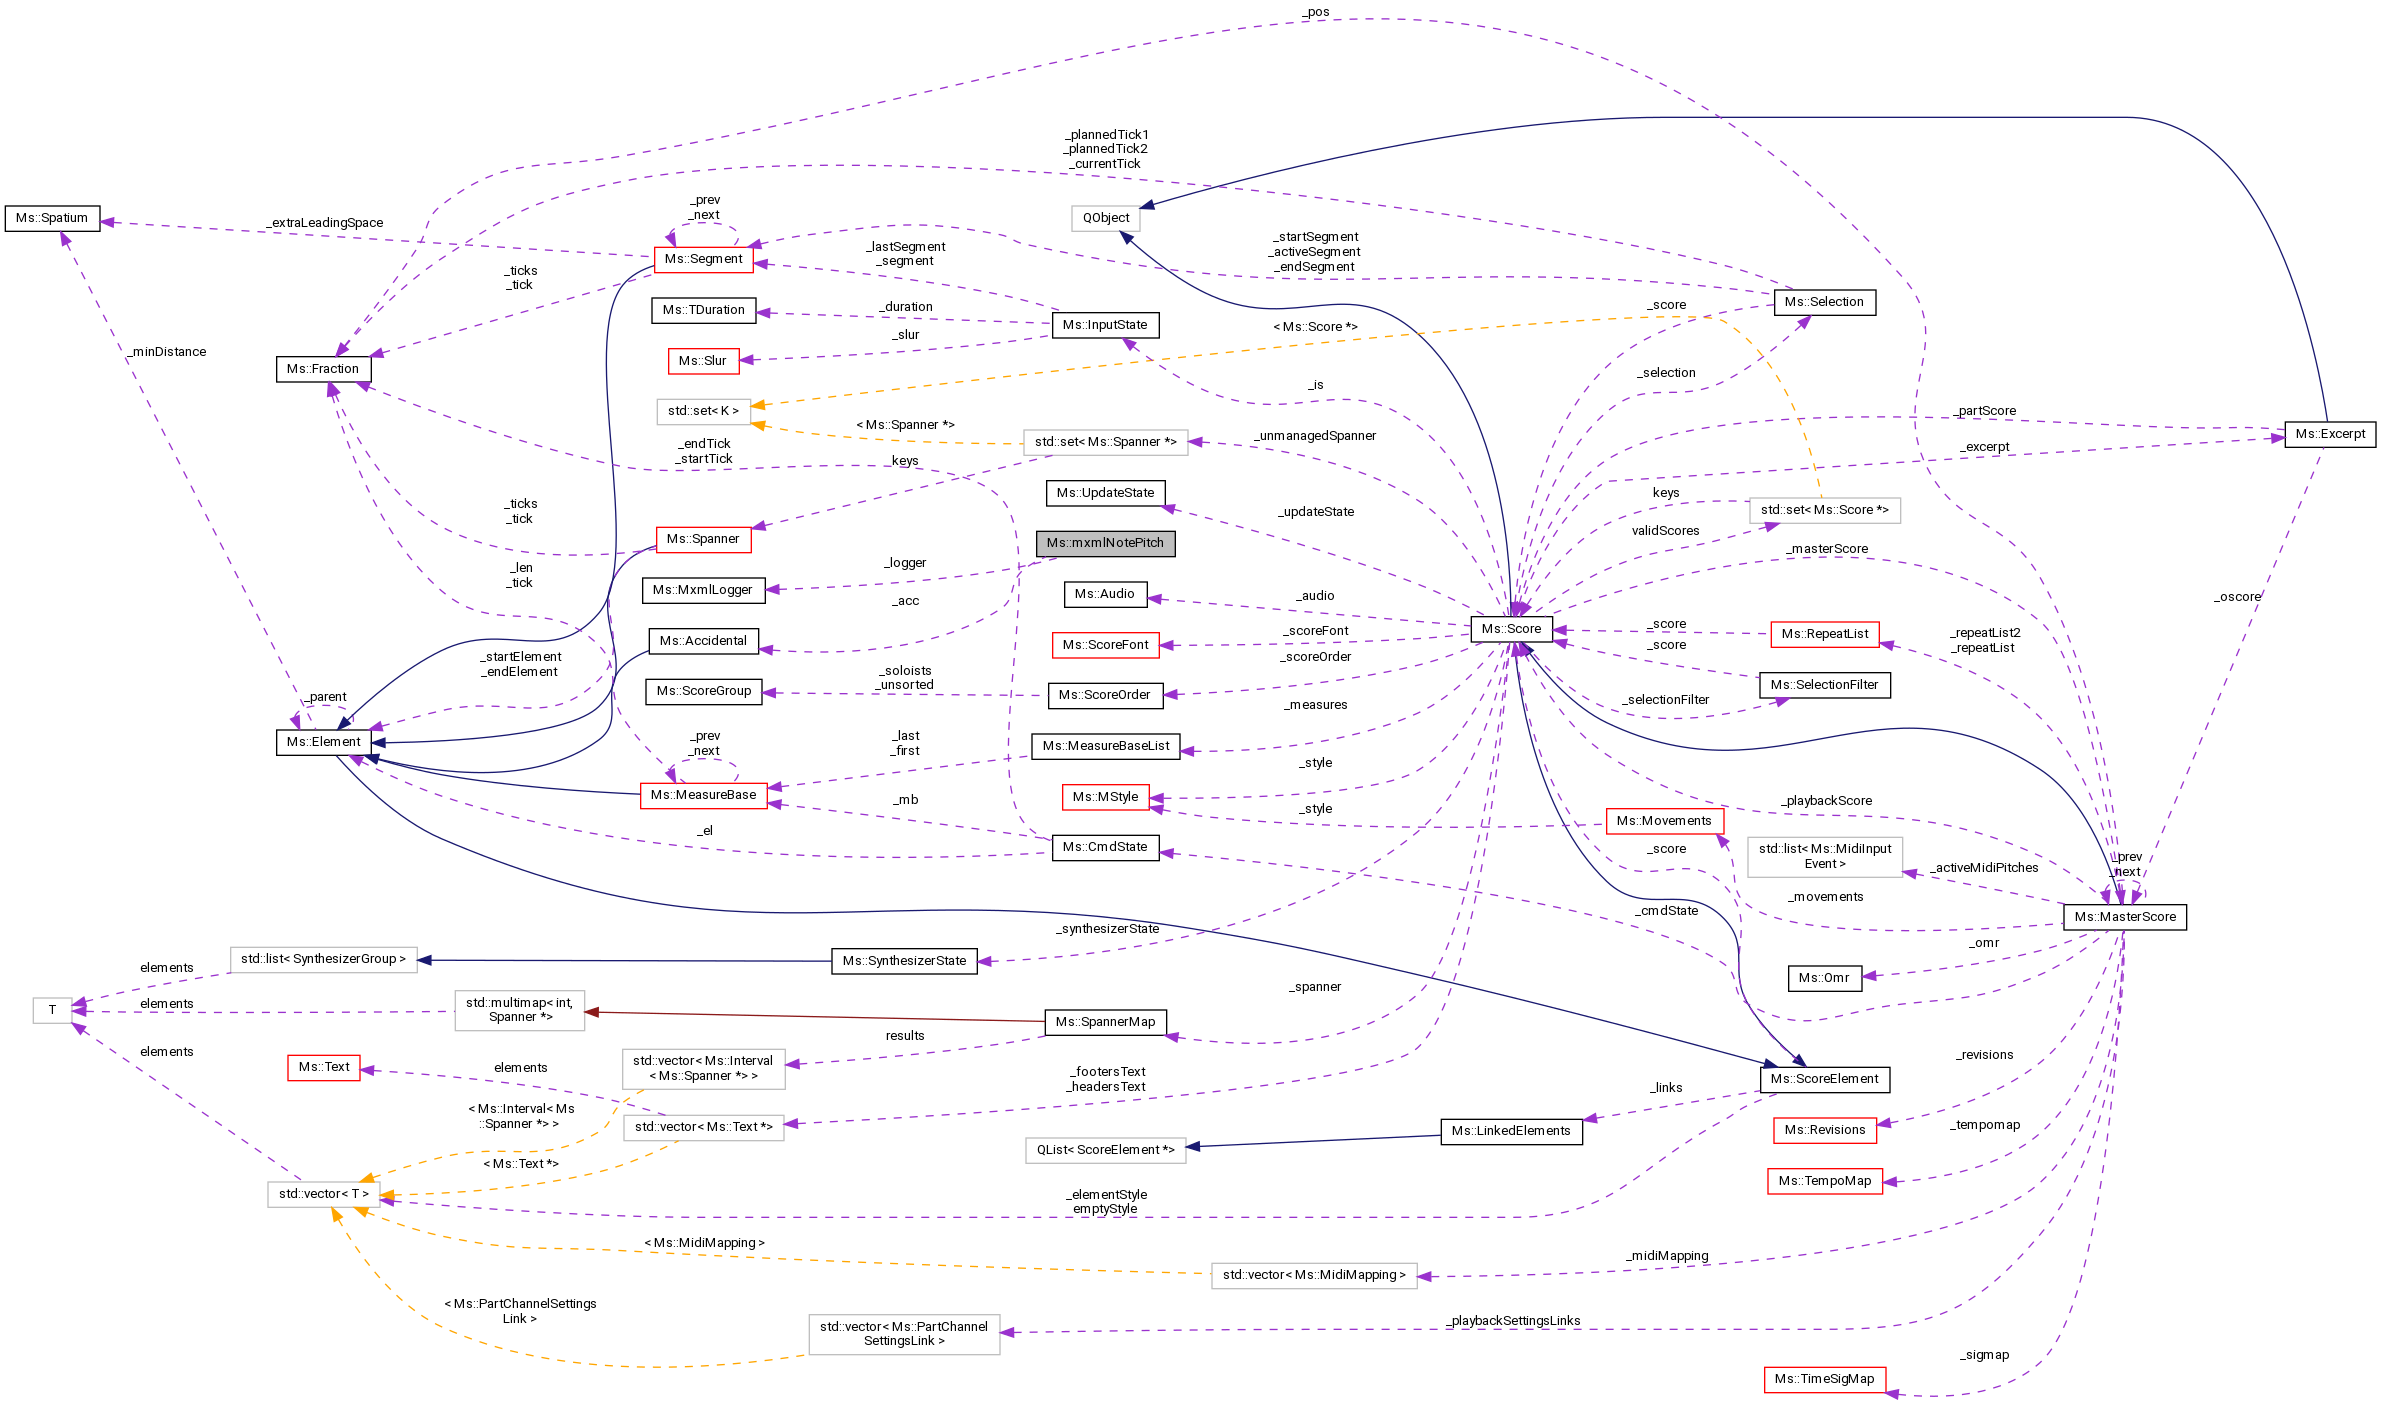 _pos
_plannedTick1
_plannedTick2
_currentTick
_prev
_next
Ms::Spatium
QObject
_extraLeadingSpace
_startSegment
_activeSegment
_endSegment
_lastSegment
_segment
Ms::Segment
_ticks
_tick
Ms::Selection
_duration
_score
Ms::TDuration
Ms::InputState
< Ms::Score *>
_slur
_minDistance
Ms::Slur
Ms::Fraction
_selection
_is
std::set< K >
_partScore
< Ms::Spanner *>
Ms::Excerpt
_endTick
_startTick
std::set< Ms::Spanner *>
_unmanagedSpanner
_excerpt
keys
Ms::UpdateState
keys
_ticks
_tick
_updateState
std::set< Ms::Score *>
validScores
Ms::Spanner
Ms::mxmlNotePitch
_masterScore
_logger
_len
_tick
Ms::MxmlLogger
Ms::Audio
_audio
_oscore
_acc
_score
Ms::Accidental
Ms::ScoreFont
_scoreFont
Ms::Score
Ms::RepeatList
_repeatList2
_repeatList
_startElement
_endElement
_scoreOrder
_score
_soloists
_unsorted
Ms::ScoreGroup
Ms::ScoreOrder
Ms::SelectionFilter
_parent
_measures
_selectionFilter
Ms::Element
_prev
_next
_last
_first
Ms::MeasureBaseList
_style
Ms::MeasureBase
_mb
Ms::MStyle
_style
_playbackScore
Ms::Movements
_el
Ms::CmdState
_score
std::list< Ms::MidiInput
Event >
_prev
_next
_activeMidiPitches
_movements
_cmdState
Ms::MasterScore
_synthesizerState
_omr
std::list< SynthesizerGroup >
Ms::SynthesizerState
elements
Ms::Omr
_spanner
T
elements
std::multimap< int,
Spanner *>
Ms::SpannerMap
results
elements
Ms::Text
elements
std::vector< Ms::Interval
< Ms::Spanner *> >
_footersText
_headersText
_revisions
Ms::ScoreElement
_links
< Ms::Interval< Ms
::Spanner *> >
std::vector< Ms::Text *>
Ms::LinkedElements
Ms::Revisions
_tempomap
QList< ScoreElement *>
< Ms::Text *>
Ms::TempoMap
std::vector< T >
_elementStyle
emptyStyle
< Ms::MidiMapping >
_midiMapping
std::vector< Ms::MidiMapping >
< Ms::PartChannelSettings
Link >
std::vector< Ms::PartChannel
SettingsLink >
_playbackSettingsLinks
_sigmap
Ms::TimeSigMap